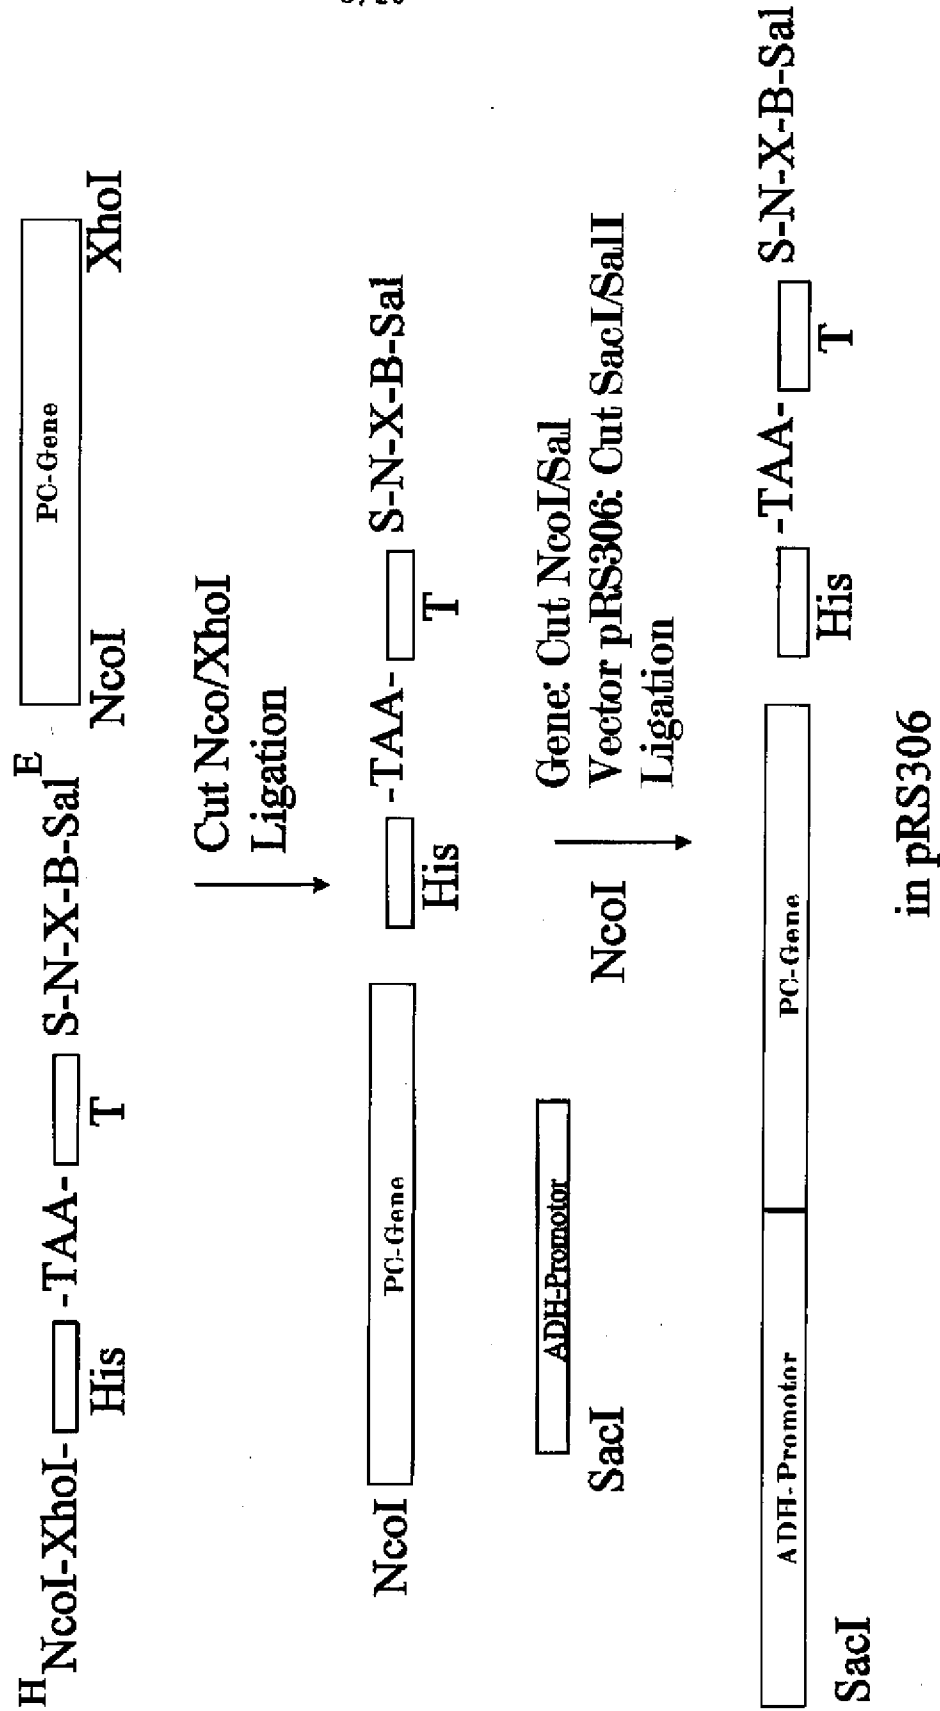 H NcoI-XhoI- -TAA- S-N-X-B-Sal E
His T
PC-Gene
NcoI XhoI
Cut Nco/XhoI
Ligation
NcoI PC-Gene -TAA- S-N-X-B-Sal
His T
ADH-Promotor
SacI NcoI
Gene: Cut NcoI/Sal
Vector pRS306: Cut SacI/SalI
Ligation
ADH-Promotor PC-Gene -TAA- S-N-X-B-Sal
SacI His T
in pRS306